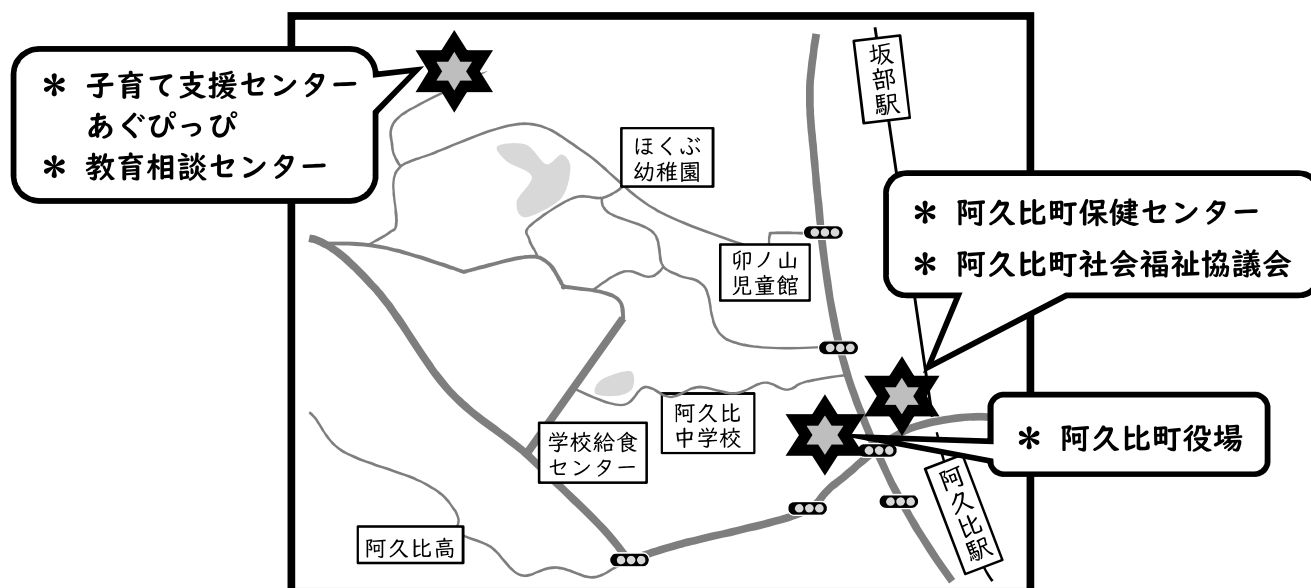 ＊ 子育て支援センター
あぐぴっぴ
＊ 教育相談センター
坂部駅
ほくぶ
幼稚園
＊ 阿久比町保健センター
＊ 阿久比町社会福祉協議会
卯ノ山
児童館
阿久比
中学校
学校給食
センター
＊ 阿久比町役場
阿久比駅
阿久比高